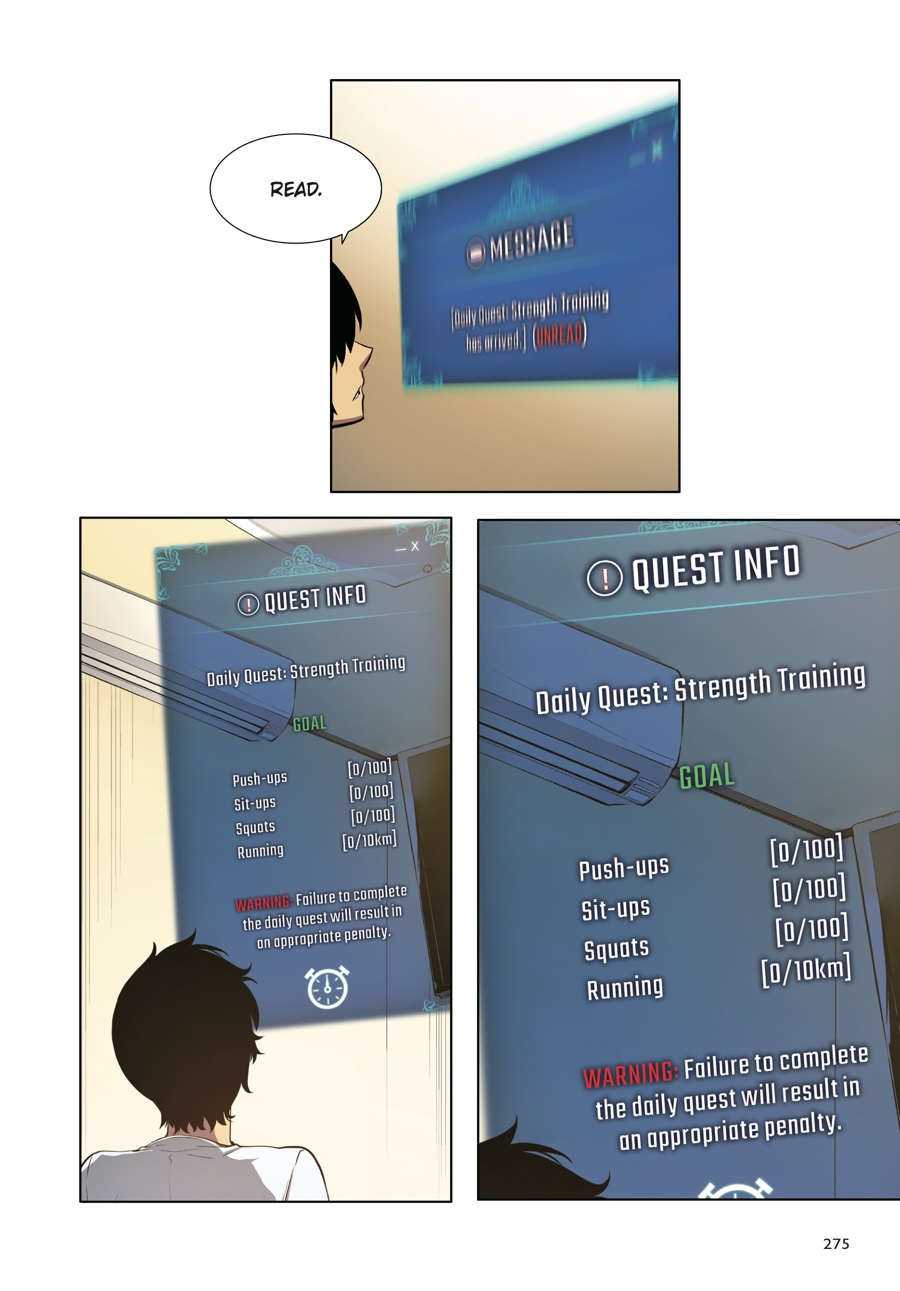 READ.
! MESSAGE
[Daily Quest: Strength Training
has arrived.] (UNREAD)
— X
! QUEST INFO
Daily Quest: Strength Training
GOAL
Push-ups [0/100]
Sit-ups [0/100]
Squats [0/100]
Running [0/10km]
WARNING: Failure to complete
the daily quest will result in
an appropriate penalty.
! QUEST INFO
Daily Quest: Strength Training
GOAL
Push-ups [0/100]
Sit-ups [0/100]
Squats [0/100]
Running [0/10km]
WARNING: Failure to complete
the daily quest will result in
an appropriate penalty.
275